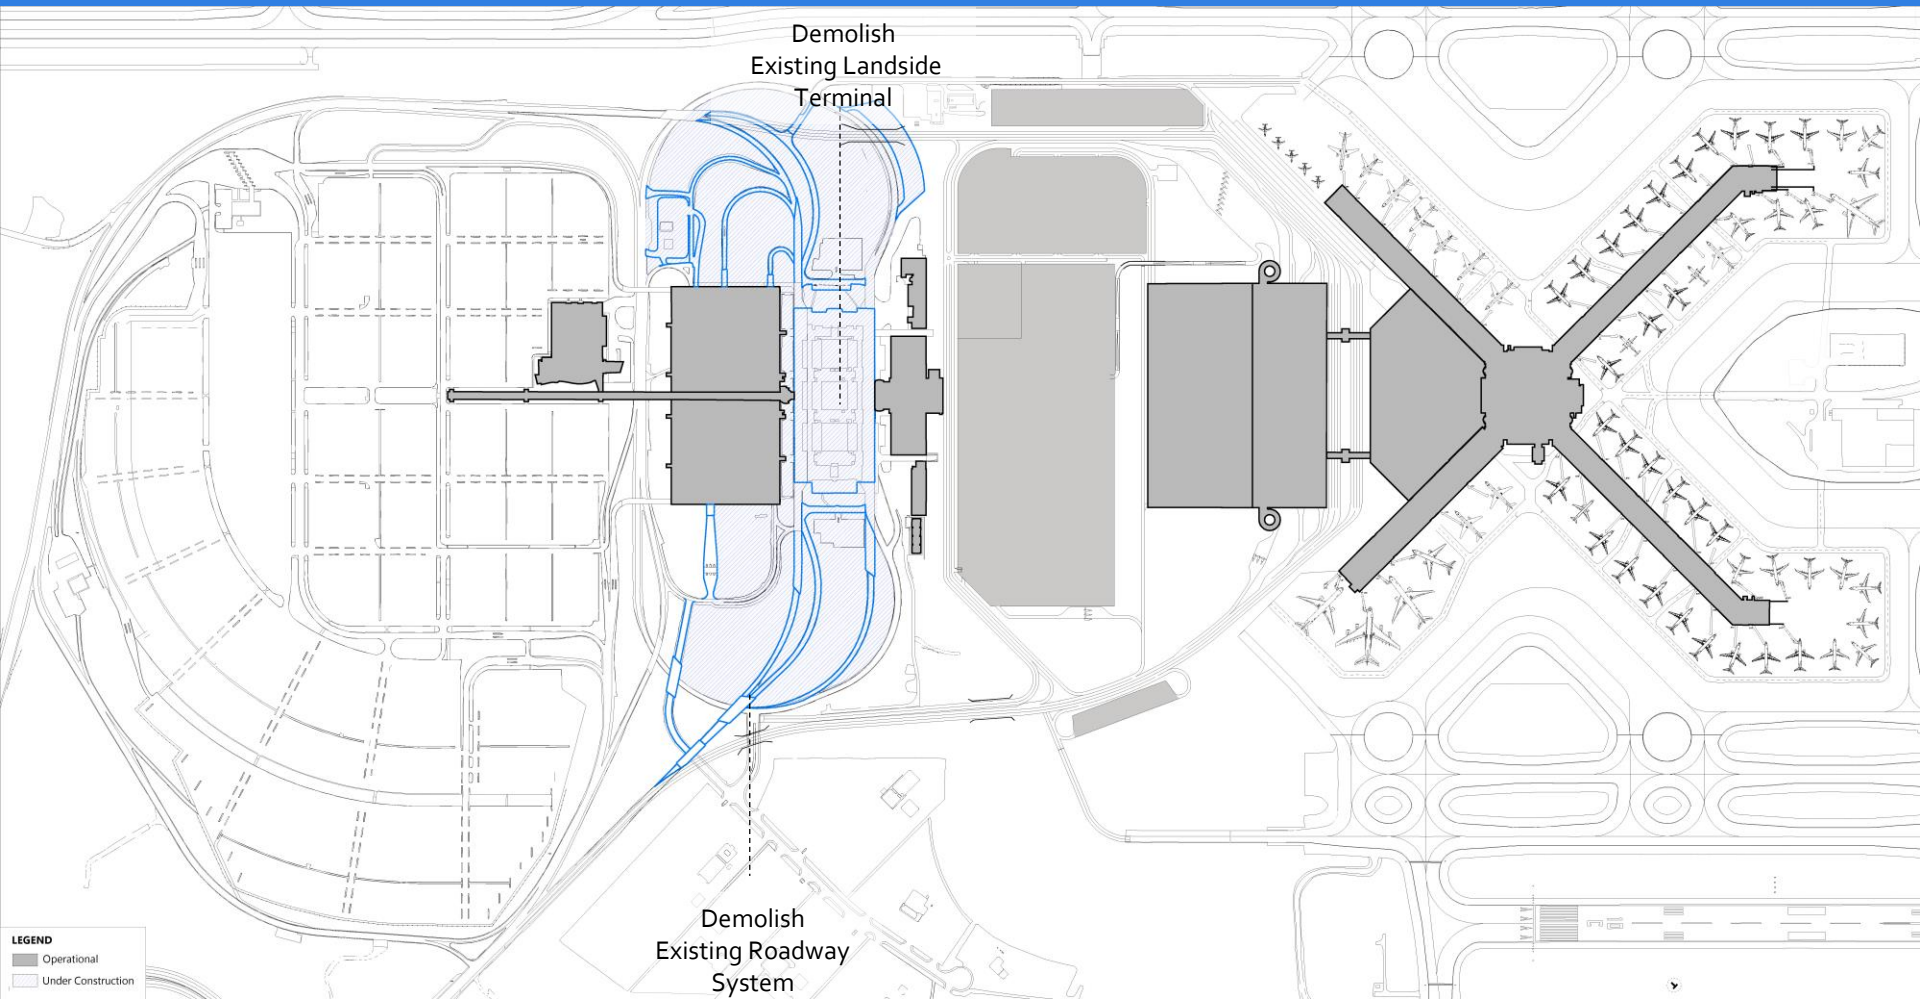 Demolish
Existing Landside
Terminal
Demolish
Existing Roadway
System
LEGEND
Operational
Under Construction